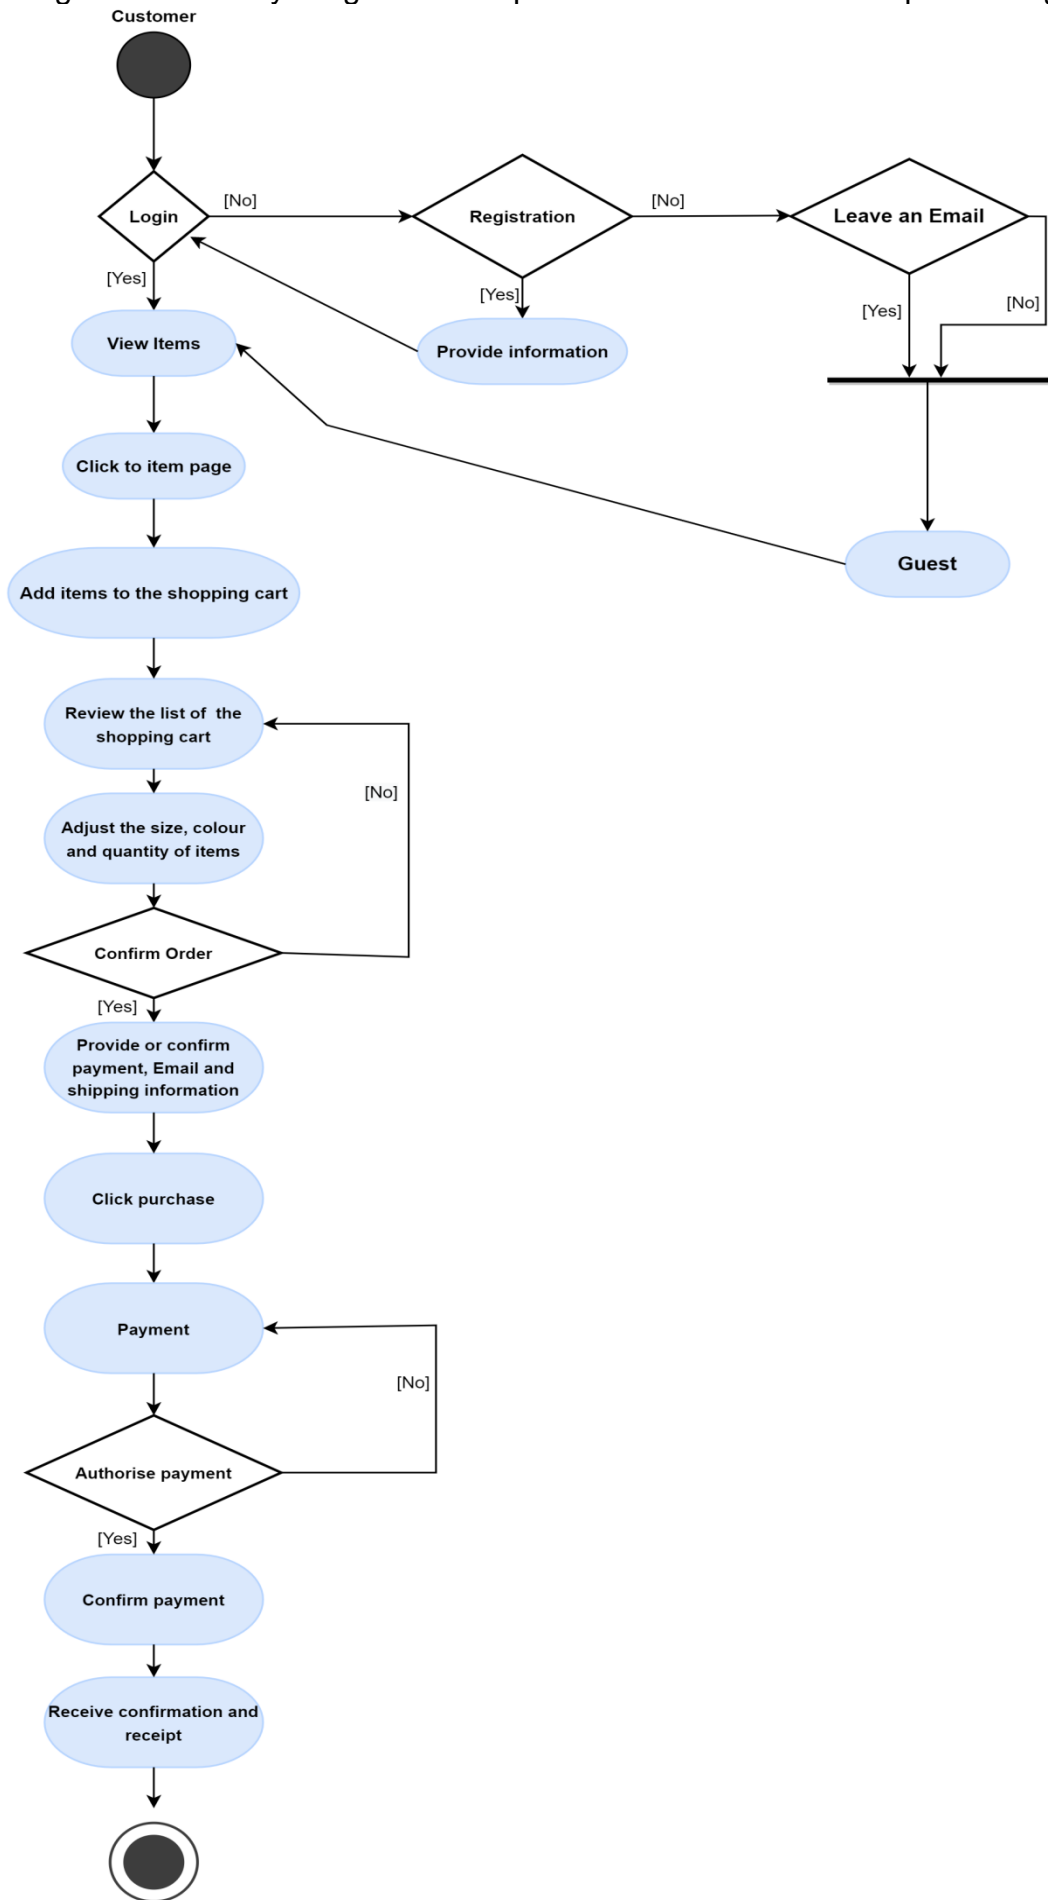 Customer
Login
[No]
Registration
[No]
Leave an Email
[Yes]
[Yes]
[Yes]
[No]
View Items
Provide information
Click to item page
Guest
Add items to the shopping cart
Review the list of the
shopping cart
[No]
Adjust the size, colour
and quantity of items
Confirm Order
[Yes]
Provide or confirm
payment, Email and
shipping information
Click purchase
Payment
[No]
Authorise payment
[Yes]
Confirm payment
Receive confirmation and
receipt